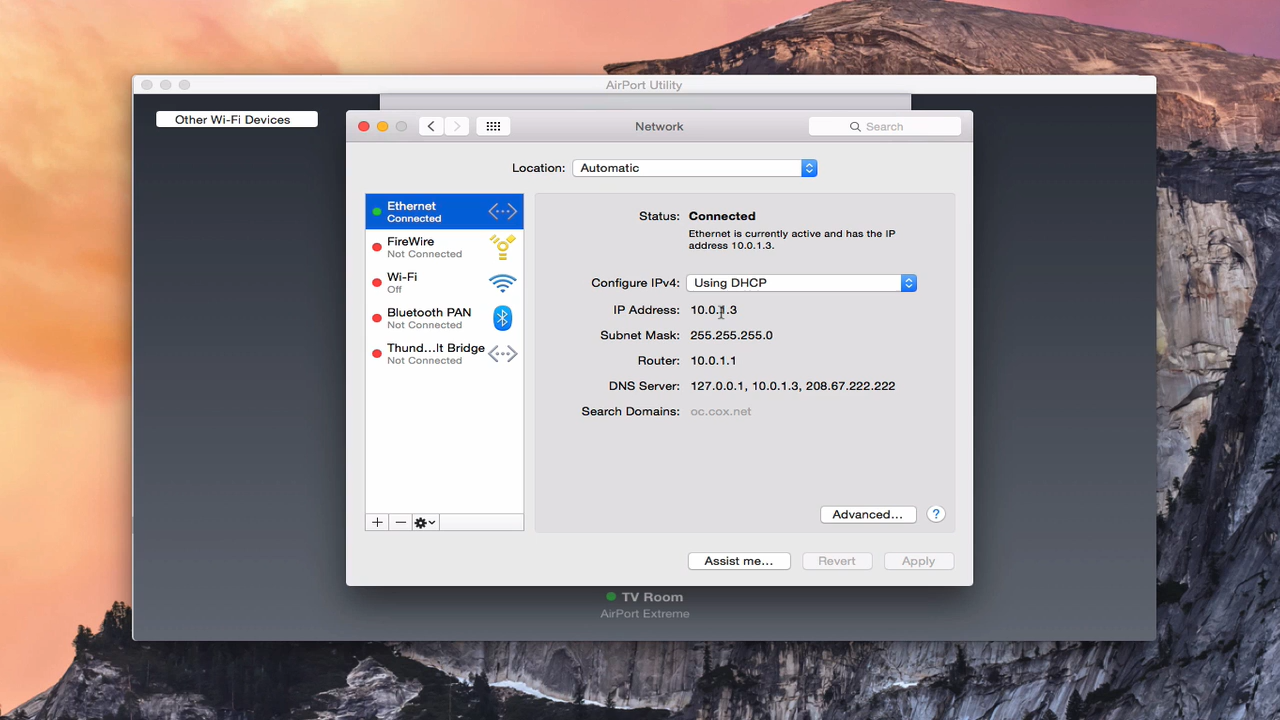 AirPort Utility
Other Wi-Fi Devices
Network
Search
Location: Automatic
Ethernet
Connected
FireWire
Not Connected
Wi-Fi
Off
Bluetooth PAN
Not Connected
Thund...lt Bridge
Not Connected
Status: Connected
Ethernet is currently active and has the IP
address 10.0.1.3.
Configure IPv4: Using DHCP
IP Address: 10.0.1.3
Subnet Mask: 255.255.255.0
Router: 10.0.1.1
DNS Server: 127.0.0.1, 10.0.1.3, 208.67.222.222
Search Domains: oc.cox.net
Advanced...
?
Assist me...
Revert
Apply
TV Room
AirPort Extreme